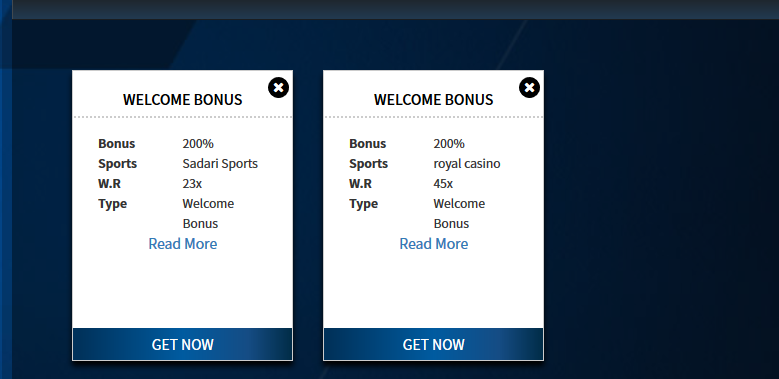 WELCOME BONUS
Bonus 200%
Sports Sadari Sports
W.R 23x
Type Welcome
Bonus
Read More
GET NOW
WELCOME BONUS
Bonus 200%
Sports royal casino
W.R 45x
Type Welcome
Bonus
Read More
GET NOW